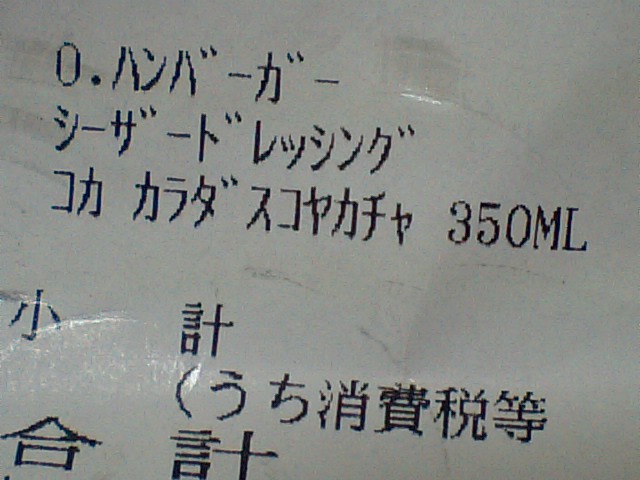 O.ﾊﾝﾊﾞｰｶﾞｰ
ｼｰｻﾞｰﾄﾞﾚｯｼﾝｸﾞ
ｺｶ ｶﾗﾀﾞｽｺﾔｶﾁｬ 350ML
小 計
(うち消費税等
合 計